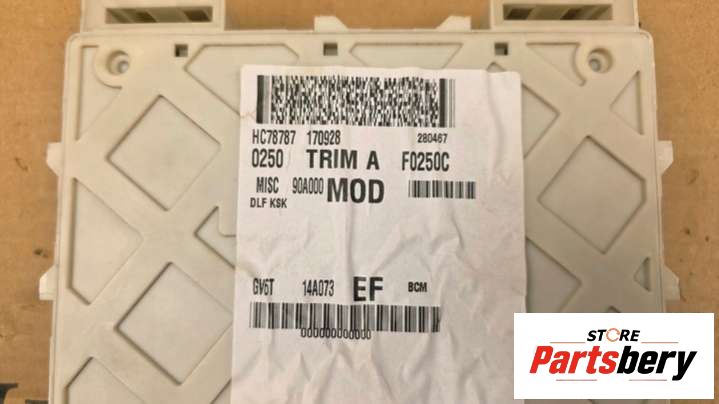 HC78787 170928 280467
0250 TRIM A F0250C
MISC 90A000 MOD
DLF KSK
GV6T 14A073 EF BCM
000000000000
STORE
Partsbery